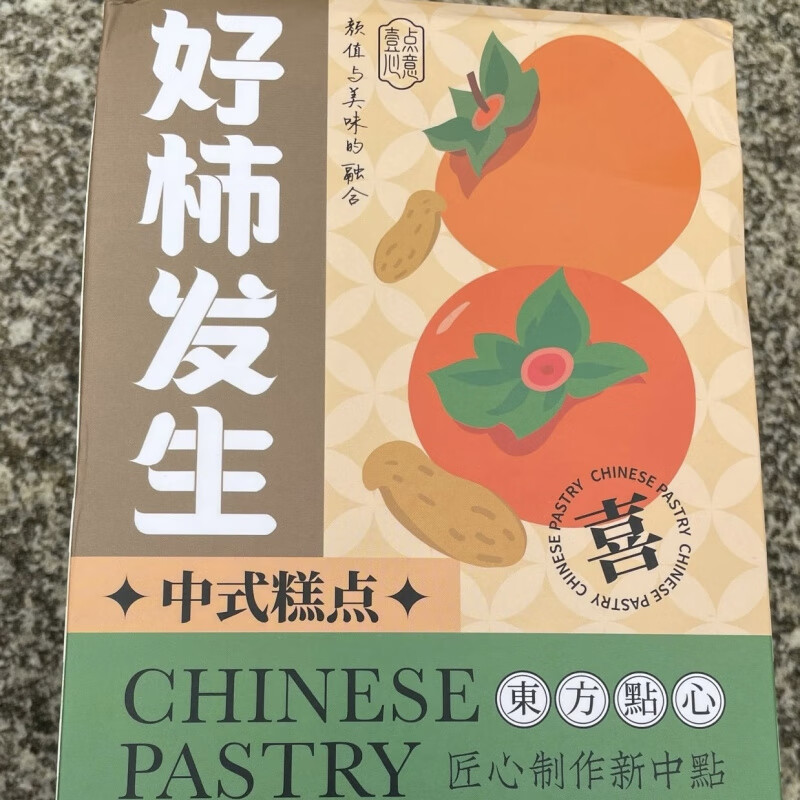 好柿发生
颜值与美味的融合
壹点心意
CHINESE PASTRY CHINESE PASTRY CHINESE PASTRY
喜
中式糕点
CHINESE
PASTRY
東方點心
匠心制作新中點